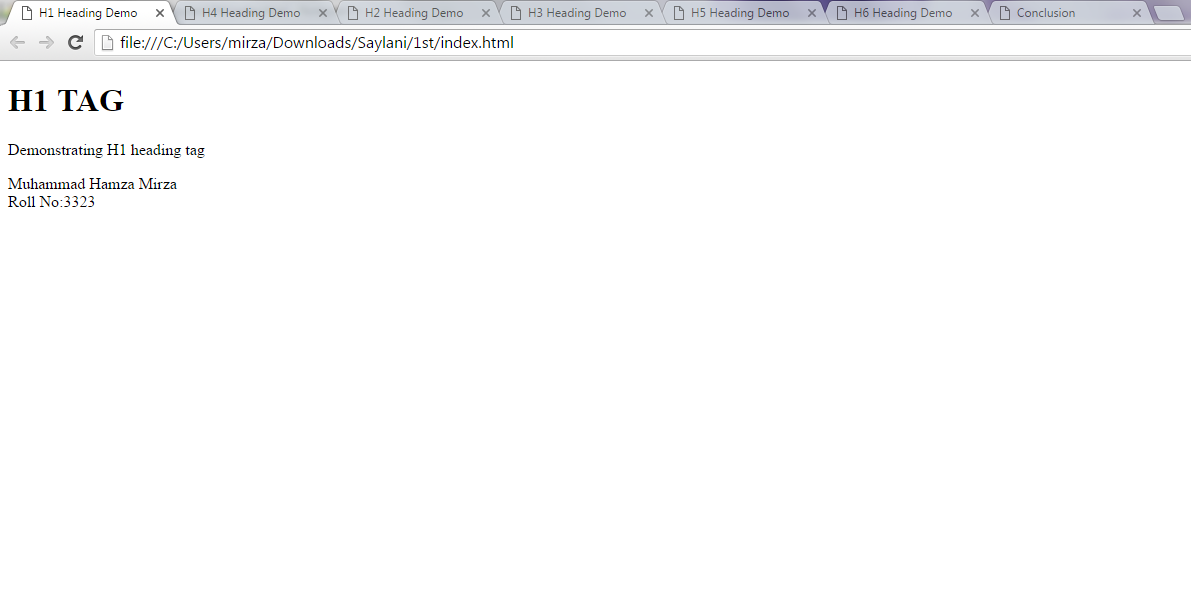 H1 Heading Demo
H4 Heading Demo
H2 Heading Demo
H3 Heading Demo
H5 Heading Demo
H6 Heading Demo
Conclusion
file:///C:/Users/mirza/Downloads/Saylani/1st/index.html
H1 TAG
Demonstrating H1 heading tag
Muhammad Hamza Mirza
Roll No:3323